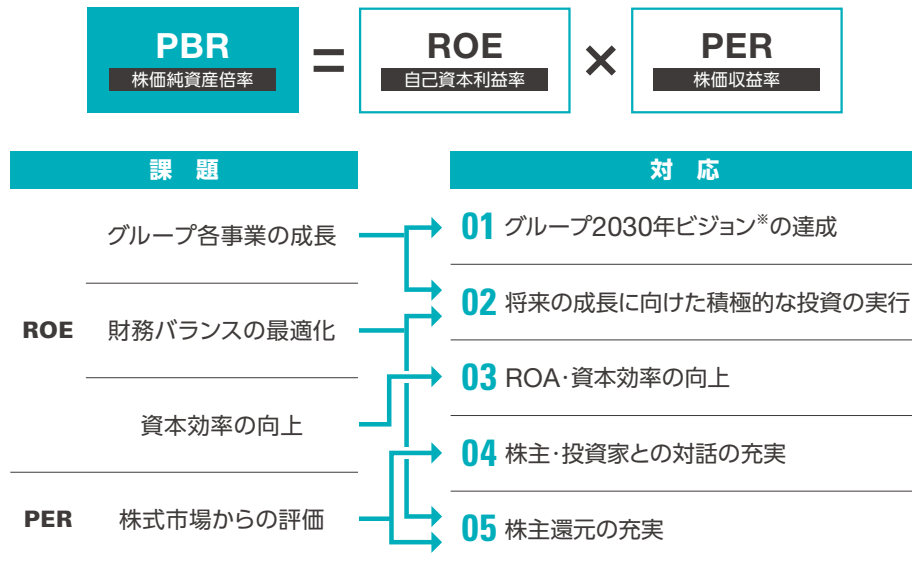 PBR
株価純資産倍率
=
ROE
自己資本利益率
×
PER
株価収益率
課題
対応
ROE
グループ各事業の成長
財務バランスの最適化
資本効率の向上
PER
株式市場からの評価
01 グループ2030年ビジョン※の達成
02 将来の成長に向けた積極的な投資の実行
03 ROA・資本効率の向上
04 株主・投資家との対話の充実
05 株主還元の充実